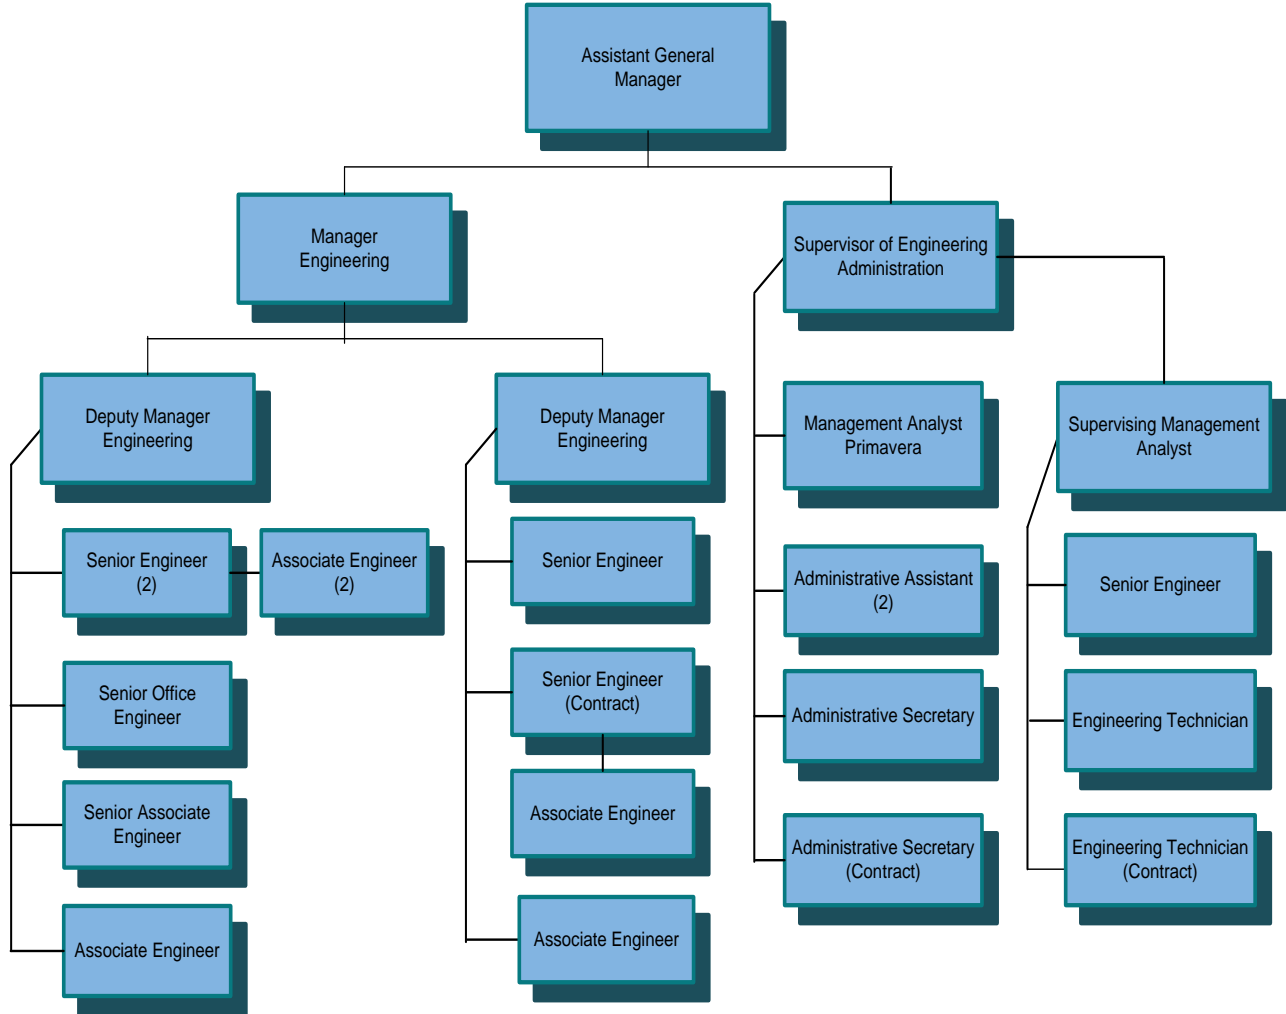 Assistant General
Manager
Manager
Engineering
Supervisor of Engineering
Administration
Deputy Manager
Engineering
Deputy Manager
Engineering
Management Analyst
Primavera
Supervising Management
Analyst
Senior Engineer
(2)
Associate Engineer
(2)
Senior Engineer
Administrative Assistant
(2)
Senior Engineer
Senior Office
Engineer
Senior Engineer
(Contract)
Administrative Secretary
Engineering Technician
Senior Associate
Engineer
Associate Engineer
Administrative Secretary
(Contract)
Engineering Technician
(Contract)
Associate Engineer
Associate Engineer